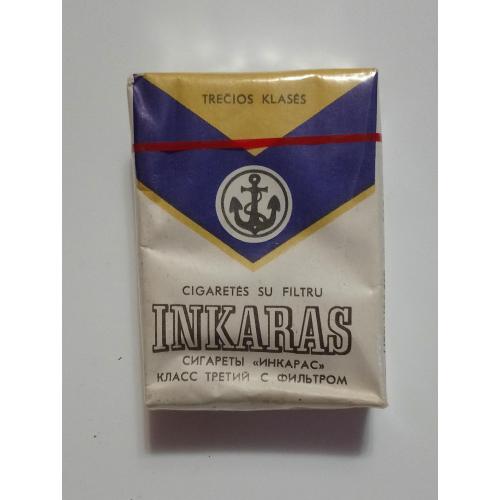 TREČIOS KLASĖS
CIGARETĖS SU FILTRU
INKARAS
СИГАРЕТЫ «ИНКАРАС»
КЛАСС ТРЕТИЙ С ФИЛЬТРОМ